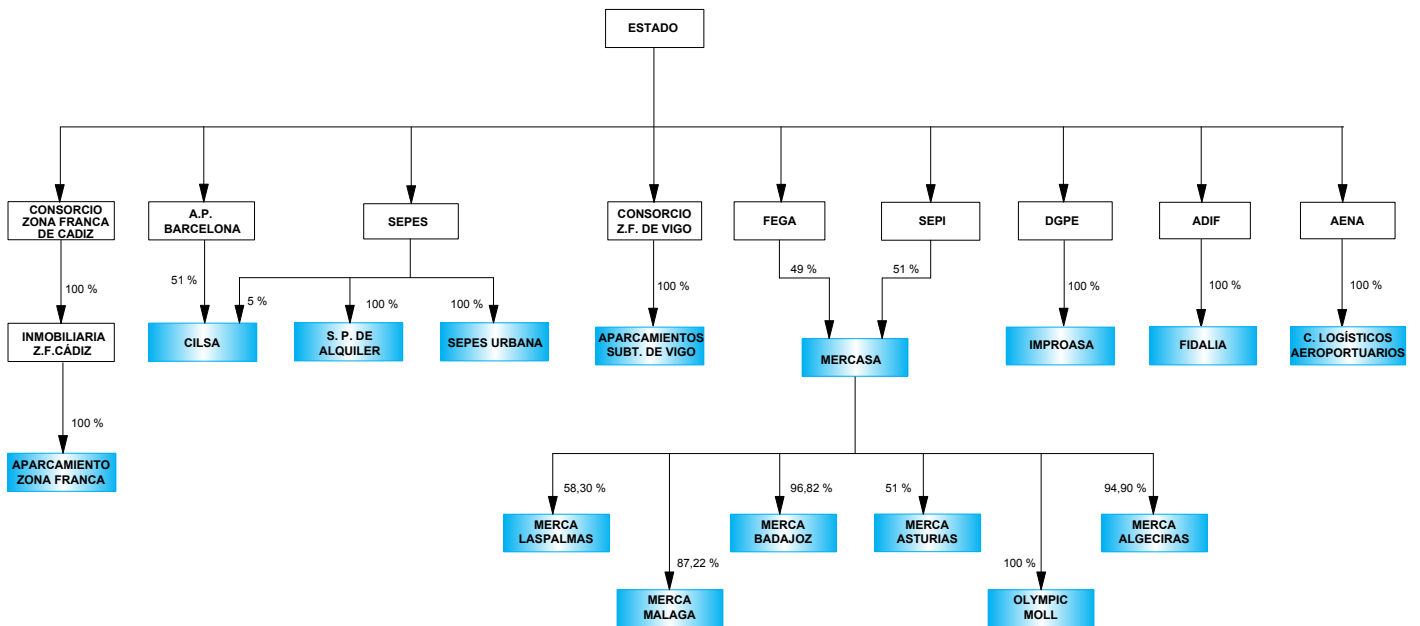 ESTADO
CONSORCIO
ZONA FRANCA
DE CADIZ
A.P.
BARCELONA
SEPES
CONSORCIO
Z.F. DE VIGO
FEGA
SEPI
DGPE
ADIF
AENA
100 %
51 %
5 %
100 %
100 %
100 %
49 %
51 %
100 %
100 %
100 %
INMOBILIARIA
Z.F.CÁDIZ
CILSA
S. P. DE
ALQUILER
SEPES URBANA
APARCAMIENTOS
SUBT. DE VIGO
MERCASA
IMPROASA
FIDALIA
C. LOGÍSTICOS
AEROPORTUARIOS
100 %
APARCAMIENTO
ZONA FRANCA
58,30 %
96,82 %
51 %
94,90 %
MERCA
LASPALMAS
MERCA
BADAJOZ
MERCA
ASTURIAS
MERCA
ALGECIRAS
87,22 %
100 %
MERCA
MALAGA
OLYMPIC
MOLL